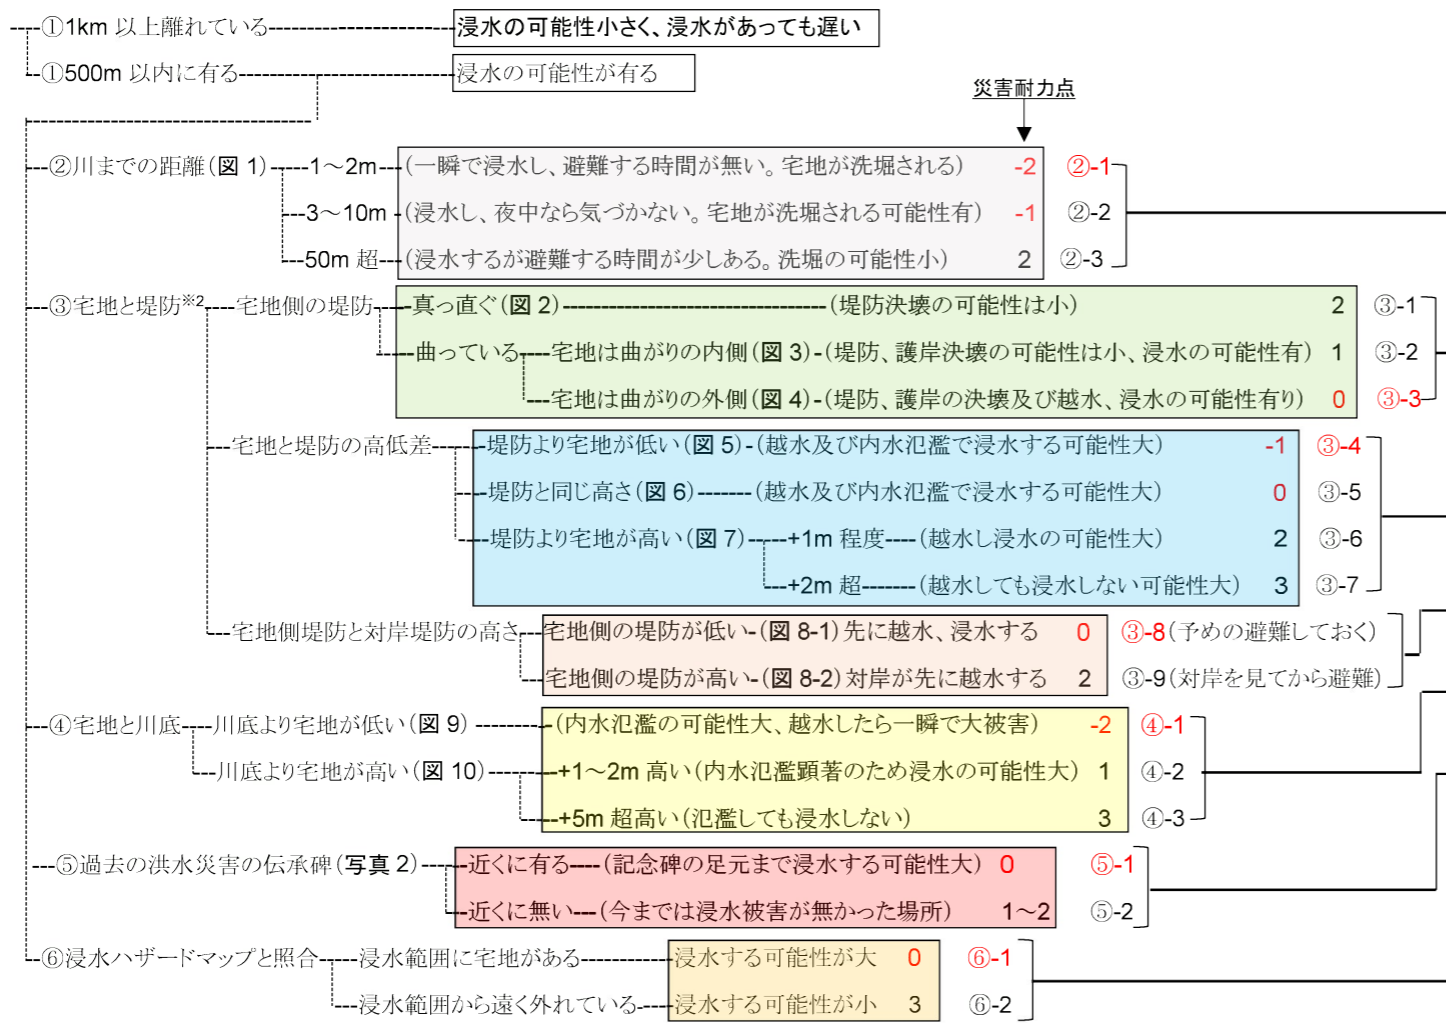 ①1km 以上離れている 浸水の可能性小さく、浸水があっても遅い
①500m 以内に有る 浸水の可能性が有る
災害耐力点
②川までの距離(図 1) 1～2m (一瞬で浸水し、避難する時間が無い。宅地が洗堀される) -2 ②-1
3～10m (浸水し、夜中なら気づかない。宅地が洗堀される可能性有) -1 ②-2
50m 超 (浸水するが避難する時間が少しある。洗堀の可能性小) 2 ②-3
③宅地と堤防※2 宅地側の堤防 真っ直ぐ(図 2) (堤防決壊の可能性は小) 2 ③-1
曲っている 宅地は曲がりの内側(図 3)-(堤防、護岸決壊の可能性は小、浸水の可能性有) 1 ③-2
宅地は曲がりの外側(図 4)-(堤防、護岸の決壊及び越水、浸水の可能性有り) 0 ③-3
宅地と堤防の高低差 堤防より宅地が低い(図 5)-(越水及び内水氾濫で浸水する可能性大) -1 ③-4
堤防と同じ高さ(図 6) (越水及び内水氾濫で浸水する可能性大) 0 ③-5
堤防より宅地が高い(図 7) +1m 程度 (越水し浸水の可能性大) 2 ③-6
+2m 超 (越水しても浸水しない可能性大) 3 ③-7
宅地側堤防と対岸堤防の高さ 宅地側の堤防が低い-(図 8-1)先に越水、浸水する 0 ③-8(予めの避難しておく)
宅地側の堤防が高い-(図 8-2)対岸が先に越水する 2 ③-9(対岸を見てから避難)
④宅地と川底 川底より宅地が低い(図 9) (内水氾濫の可能性大、越水したら一瞬で大被害) -2 ④-1
川底より宅地が高い(図 10) +1～2m 高い(内水氾濫顕著のため浸水の可能性大) 1 ④-2
+5m 超高い(氾濫しても浸水しない) 3 ④-3
⑤過去の洪水災害の伝承碑(写真 2) 近くに有る (記念碑の足元まで浸水する可能性大) 0 ⑤-1
近くに無い (今までは浸水被害が無かった場所) 1～2 ⑤-2
⑥浸水ハザードマップと照合 浸水範囲に宅地がある 浸水する可能性が大 0 ⑥-1
浸水範囲から遠く外れている 浸水する可能性が小 3 ⑥-2